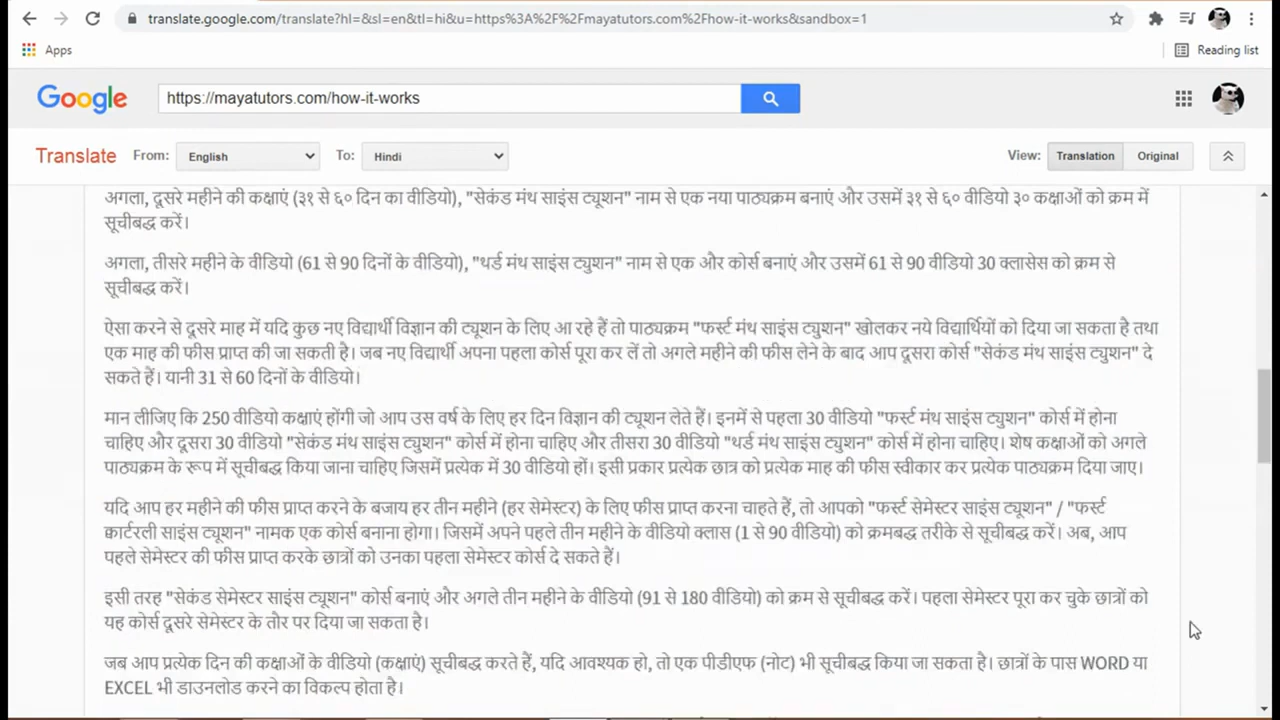 translate.google.com/translate?hl=&sl=en&tl=hi&u=https%3A%2F%2Fmayatutors.com%2Fhow-it-works&sandbox=1
Apps
Reading list
Google
https://mayatutors.com/how-it-works
Translate From: English To: Hindi View: Translation Original
अगला, दूसरे महीने की कक्षाएं (३१ से ६० दिन का वीडियो), "सेकंड मंथ साइंस ट्यूशन" नाम से एक नया पाठ्यक्रम बनाएं और उसमें ३१ से ६० वीडियो ३० कक्षाओं को क्रम में
सूचीबद्ध करें।
अगला, तीसरे महीने के वीडियो (61 से 90 दिनों के वीडियो), "थर्ड मंथ साइंस ट्युशन" नाम से एक और कोर्स बनाएं और उसमें 61 से 90 वीडियो 30 क्लासेस को क्रम से
सूचीबद्ध करें।
ऐसा करने से दूसरे माह में यदि कुछ नए विद्यार्थी विज्ञान की ट्यूशन के लिए आ रहे हैं तो पाठ्यक्रम "फर्स्ट मंथ साइंस ट्युशन" खोलकर नये विद्यार्थियों को दिया जा सकता है तथा
एक माह की फीस प्राप्त की जा सकती है। जब नए विद्यार्थी अपना पहला कोर्स पूरा कर लें तो अगले महीने की फीस लेने के बाद आप दूसरा कोर्स "सेकंड मंथ साइंस ट्युशन" दे
सकते हैं। यानी 31 से 60 दिनों के वीडियो।
मान लीजिए कि 250 वीडियो कक्षाएं होंगी जो आप उस वर्ष के लिए हर दिन विज्ञान की ट्यूशन लेते हैं। इनमें से पहला 30 वीडियो "फर्स्ट मंथ साइंस ट्युशन" कोर्स में होना
चाहिए और दूसरा 30 वीडियो "सेकंड मंथ साइंस ट्युशन" कोर्स में होना चाहिए और तीसरा 30 वीडियो "थर्ड मंथ साइंस ट्युशन" कोर्स में होना चाहिए। शेष कक्षाओं को अगले
पाठ्यक्रम के रूप में सूचीबद्ध किया जाना चाहिए जिसमें प्रत्येक में 30 वीडियो हों। इसी प्रकार प्रत्येक छात्र को प्रत्येक माह की फीस स्वीकार कर प्रत्येक पाठ्यक्रम दिया जाए।
यदि आप हर महीने की फीस प्राप्त करने के बजाय हर तीन महीने (हर सेमेस्टर) के लिए फीस प्राप्त करना चाहते हैं, तो आपको "फर्स्ट सेमेस्टर साइंस ट्यूशन" / "फर्स्ट
क्वार्टरली साइंस ट्यूशन" नामक एक कोर्स बनाना होगा। जिसमें अपने पहले तीन महीने के वीडियो क्लास (1 से 90 वीडियो) को क्रमबद्ध तरीके से सूचीबद्ध करें। अब, आप
पहले सेमेस्टर की फीस प्राप्त करके छात्रों को उनका पहला सेमेस्टर कोर्स दे सकते हैं।
इसी तरह "सेकंड सेमेस्टर साइंस ट्यूशन" कोर्स बनाएं और अगले तीन महीने के वीडियो (91 से 180 वीडियो) को क्रम से सूचीबद्ध करें। पहला सेमेस्टर पूरा कर चुके छात्रों को
यह कोर्स दूसरे सेमेस्टर के तौर पर दिया जा सकता है।
जब आप प्रत्येक दिन की कक्षाओं के वीडियो (कक्षाएं) सूचीबद्ध करते हैं, यदि आवश्यक हो, तो एक पीडीएफ (नोट) भी सूचीबद्ध किया जा सकता है। छात्रों के पास WORD या
EXCEL भी डाउनलोड करने का विकल्प होता है।